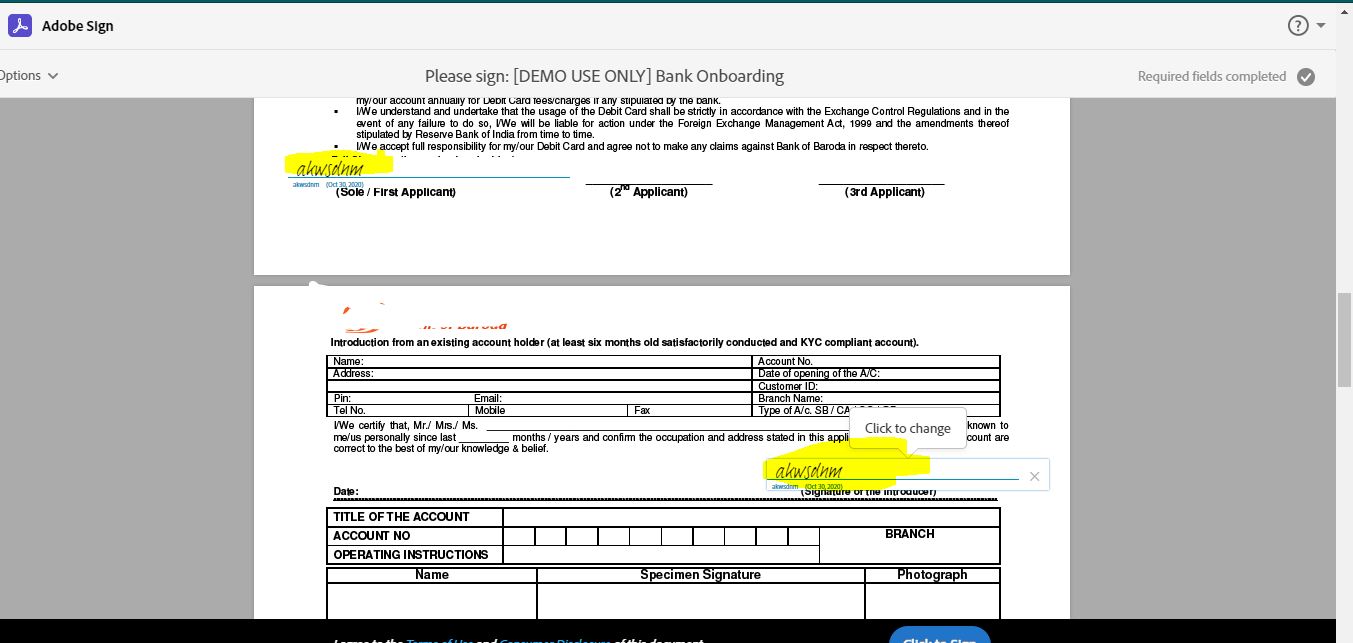 Adobe Sign
Options
Please sign: [DEMO USE ONLY] Bank Onboarding
Required fields completed
my/our account annually for Debit Card fees/charges if any stipulated by the bank.
▪ I/We understand and undertake that the usage of the Debit Card shall be strictly in accordance with the Exchange Control Regulations and in the
event of any failure to do so, I/We will be liable for action under the Foreign Exchange Management Act, 1999 and the amendments thereof
stipulated by Reserve Bank of India from time to time.
▪ I/We accept full responsibility for my/our Debit Card and agree not to make any claims against Bank of Baroda in respect thereto.
akwsdnm
akwsdnm (Oct 30, 2020)
(Sole / First Applicant) (2nd Applicant) (3rd Applicant)
of Baroda
Introduction from an existing account holder (at least six months old satisfactorily conducted and KYC compliant account).
Name: Account No.
Address: Date of opening of the A/C:
Customer ID:
Pin: Email: Branch Name:
Tel No. Mobile Fax Type of A/c. SB / CA
Click to change
I/We certify that, Mr./ Mrs./ Ms. known to
me/us personally since last months / years and confirm the occupation and address stated in this appli count are
correct to the best of my/our knowledge & belief.
akwsdnm
akwsdnm (Oct 30, 2020)
Date: (Signature of the Introducer)
TITLE OF THE ACCOUNT
ACCOUNT NO BRANCH
OPERATING INSTRUCTIONS
Name Specimen Signature Photograph
I agree to the Terms of Use and Consumer Disclosure of this document
Click to Sign